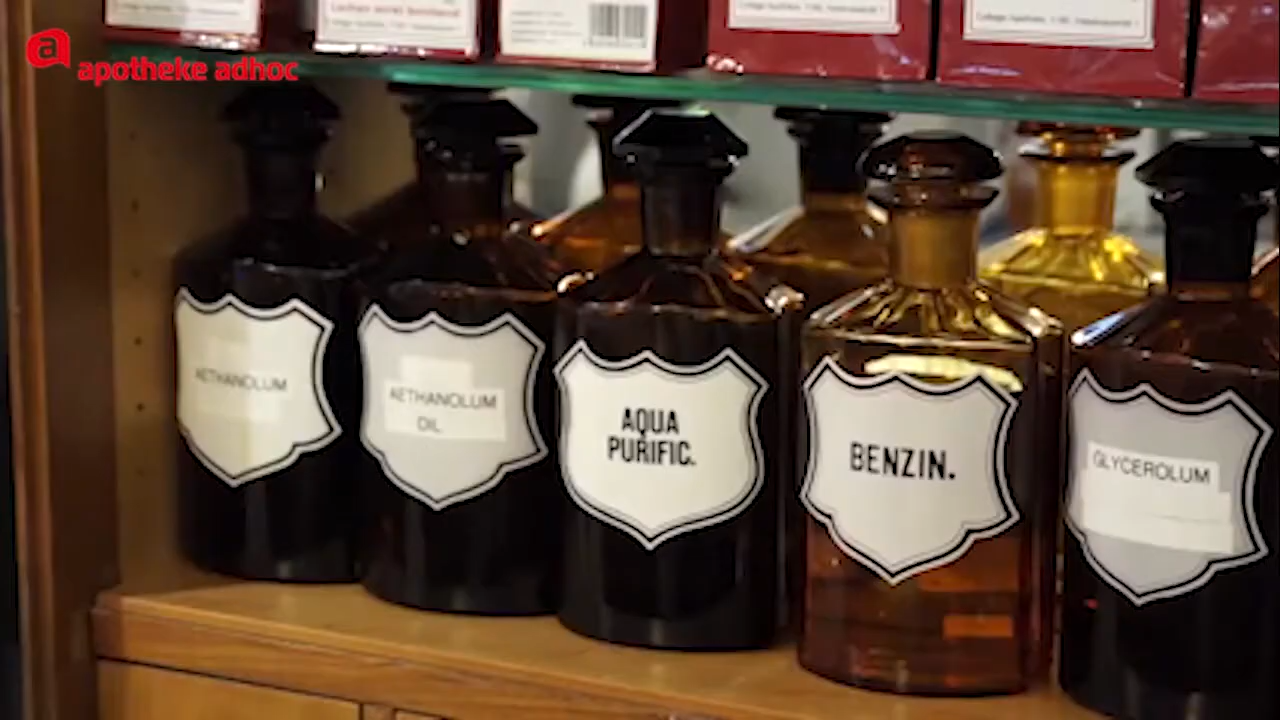 a
apotheke adhoc
AETHANOLUM
AETHANOLUM
DIL.
AQUA
PURIFIC.
BENZIN.
GLYCEROLUM